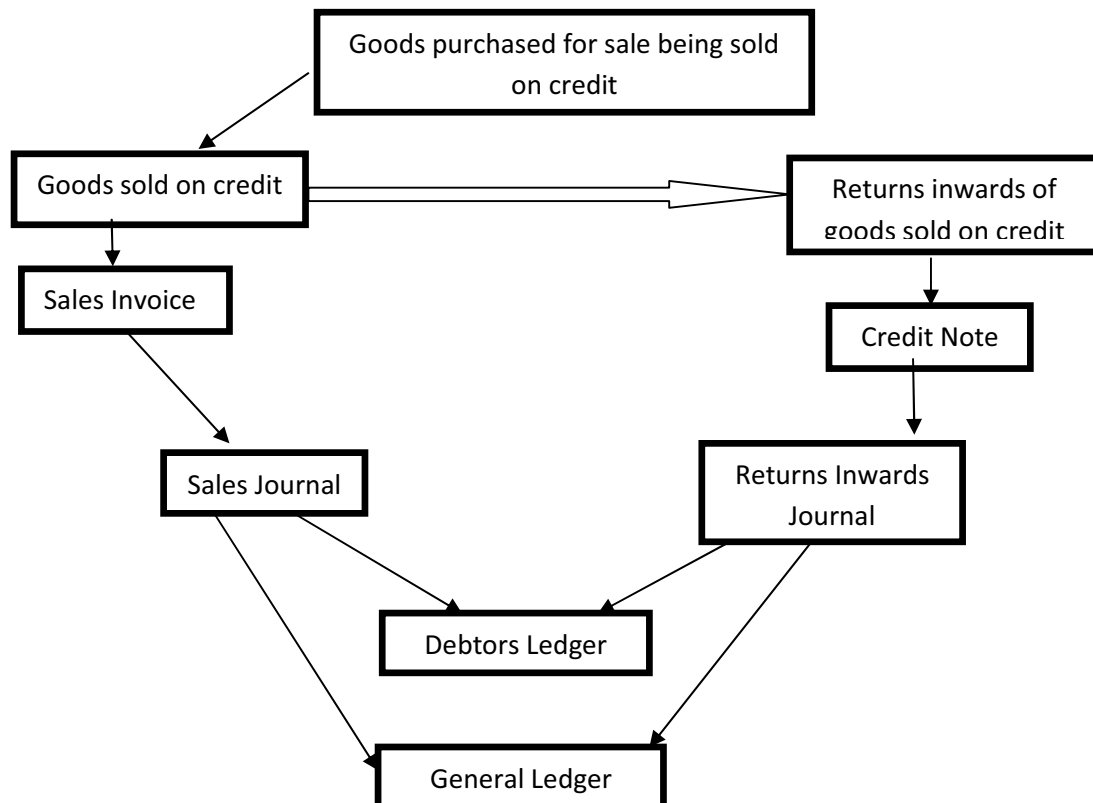 Goods purchased for sale being sold
on credit
Goods sold on credit
Returns inwards of
goods sold on credit
Sales Invoice
Credit Note
Sales Journal
Returns Inwards
Journal
Debtors Ledger
General Ledger